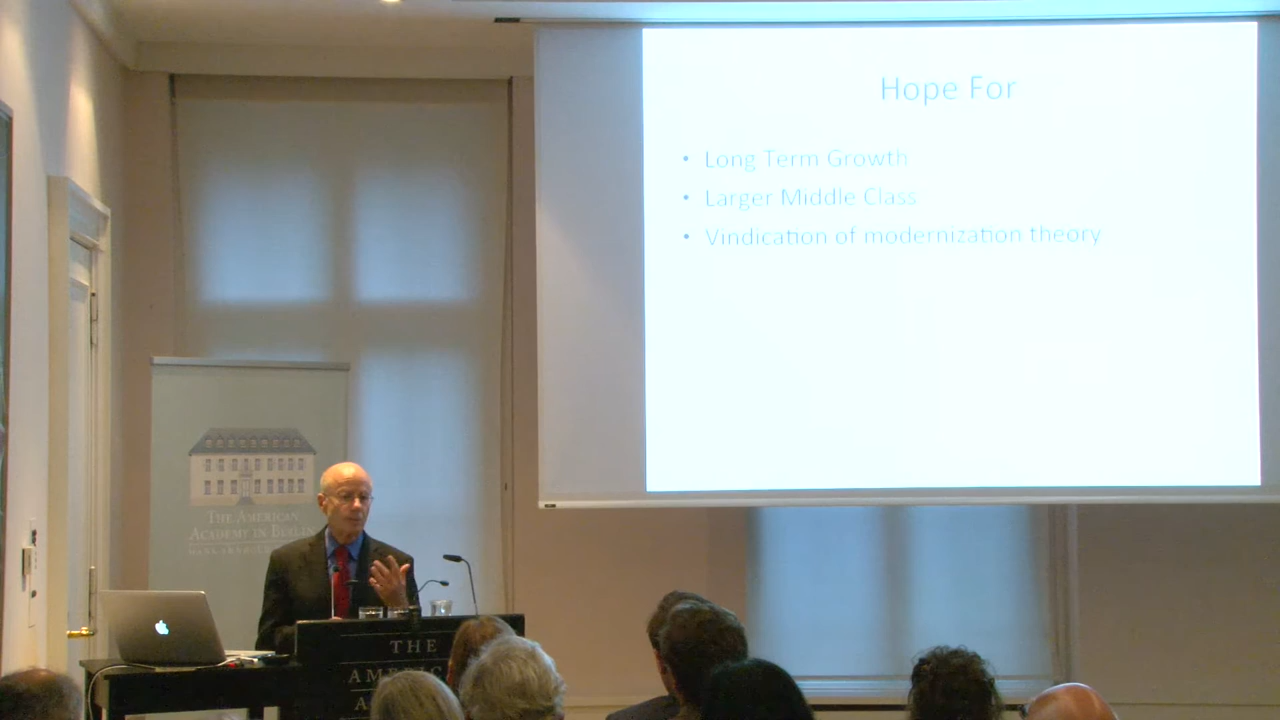 Hope For
• Long Term Growth
• Larger Middle Class
• Vindication of modernization theory
THE AMERICAN
ACADEMY IN BERLIN
THE